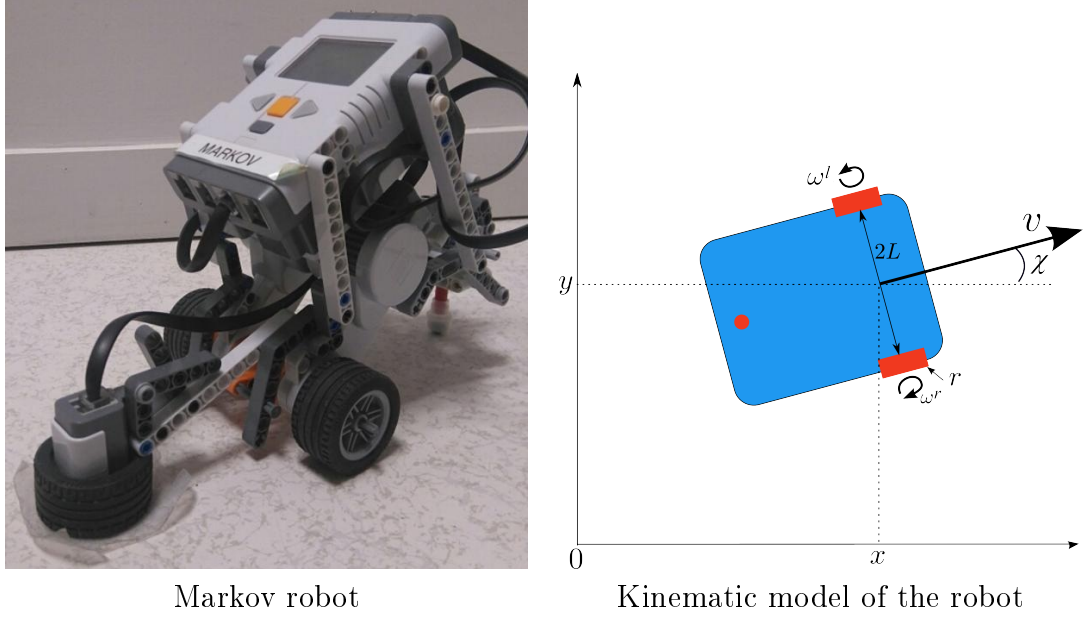 MARKOV
ω^l
v
2L
χ
y
r
ω^r
0
x
Markov robot
Kinematic model of the robot